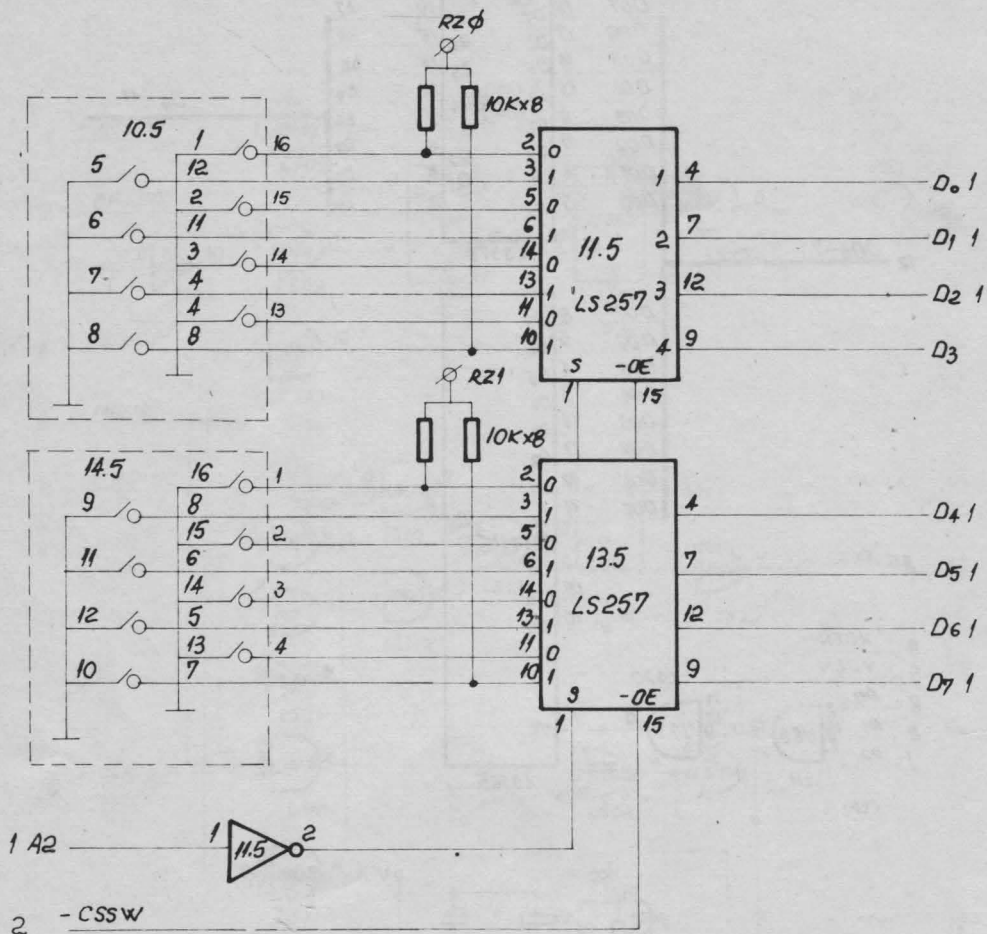 RZφ
10K×8
10.5
1 16
5 12
2 15
6 11
3 14
7 4
4 13
8 8
2 0
3 1
5 0
6 1
14 0
13 1
11 0
10 1
11.5
LS257
1 4 D0 1
2 7 D1 1
3 12 D2 1
4 9 D3
S -OE
1 15
RZ1
10K×8
14.5
16 1
9 8
15 2
11 6
14 3
12 5
13 4
10 7
2 0
3 1
5 0
6 1
14 0
13 1
11 0
10 1
13.5
LS257
4 D4 1
7 D5 1
12 D6 1
9 D7 1
S -OE
1 15
1 A2 1 11.5 2
2 -CSSW